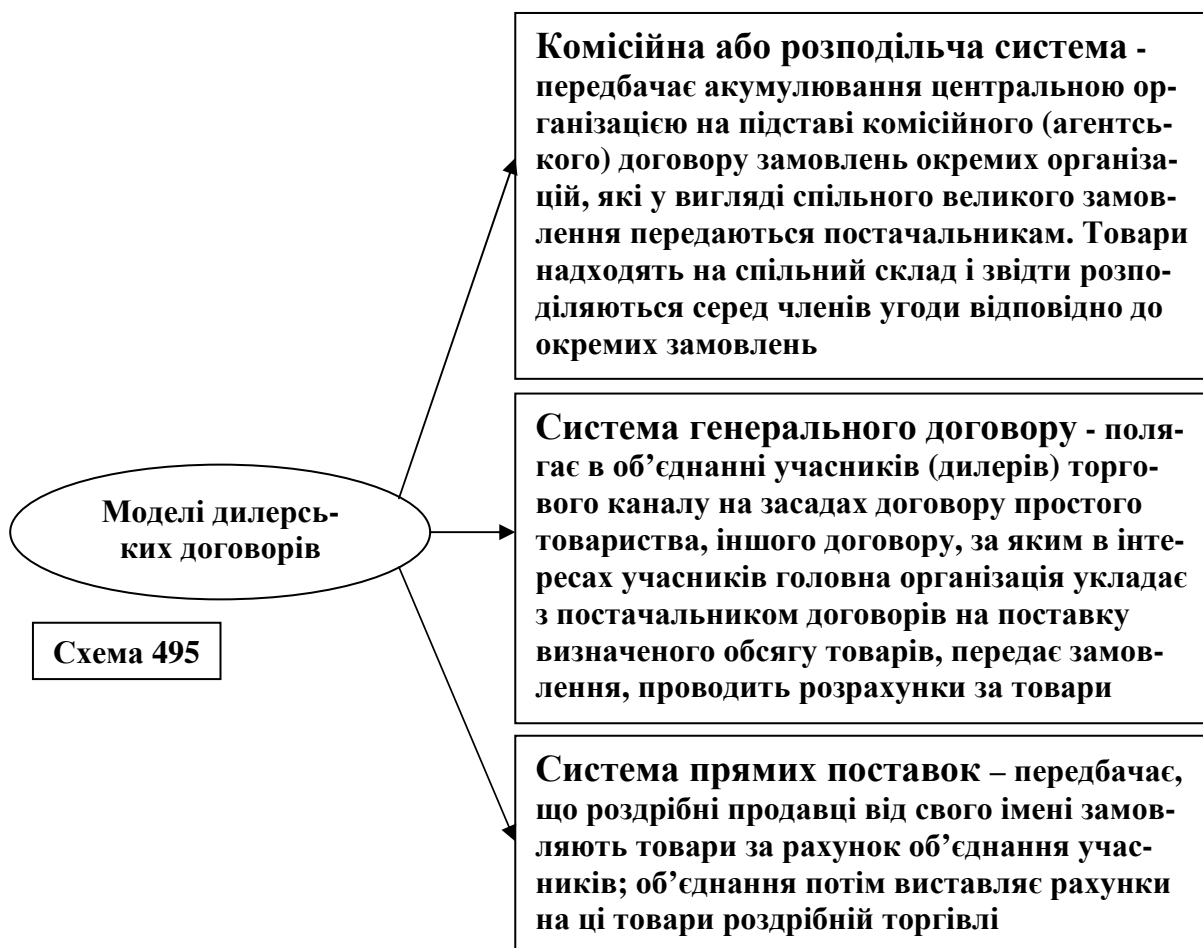 Комісійна або розподільча система -
передбачає акумулювання центральною ор-
ганізацією на підставі комісійного (агентсь-
кого) договору замовлень окремих організа-
цій, які у вигляді спільного великого замов-
лення передаються постачальникам. Товари
надходять на спільний склад і звідти розпо-
діляються серед членів угоди відповідно до
окремих замовлень
Система генерального договору - поля-
гає в об’єднанні учасників (дилерів) торго-
вого каналу на засадах договору простого
товариства, іншого договору, за яким в інте-
ресах учасників головна організація укладає
з постачальником договорів на поставку
визначеного обсягу товарів, передає замов-
лення, проводить розрахунки за товари
Моделі дилерсь-
ких договорів
Схема 495
Система прямих поставок – передбачає,
що роздрібні продавці від свого імені замов-
ляють товари за рахунок об’єднання учас-
ників; об’єднання потім виставляє рахунки
на ці товари роздрібній торгівлі